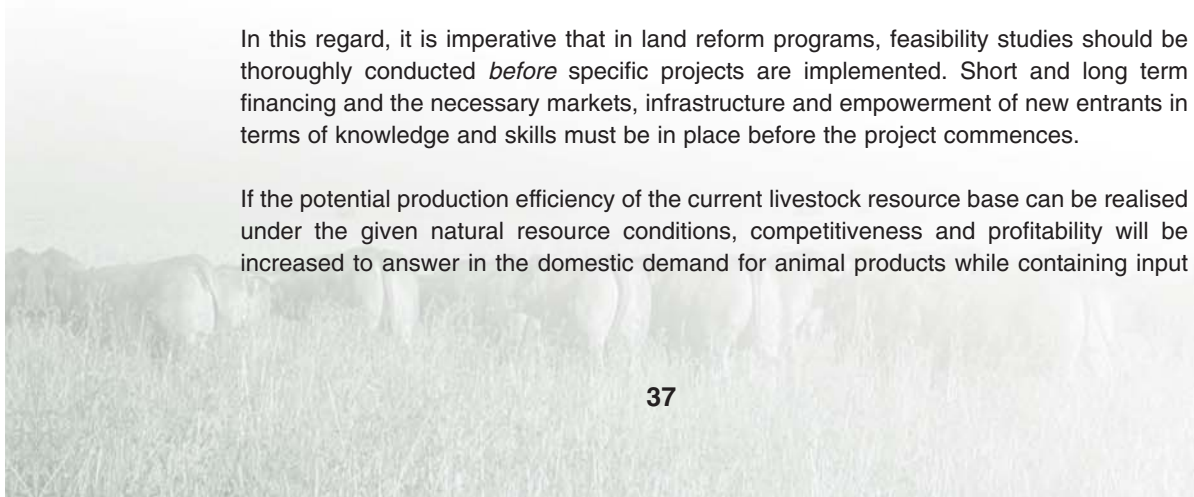 In this regard, it is imperative that in land reform programs, feasibility studies should be
thoroughly conducted before specific projects are implemented. Short and long term
financing and the necessary markets, infrastructure and empowerment of new entrants in
terms of knowledge and skills must be in place before the project commences.
If the potential production efficiency of the current livestock resource base can be realised
under the given natural resource conditions, competitiveness and profitability will be
increased to answer in the domestic demand for animal products while containing input
37